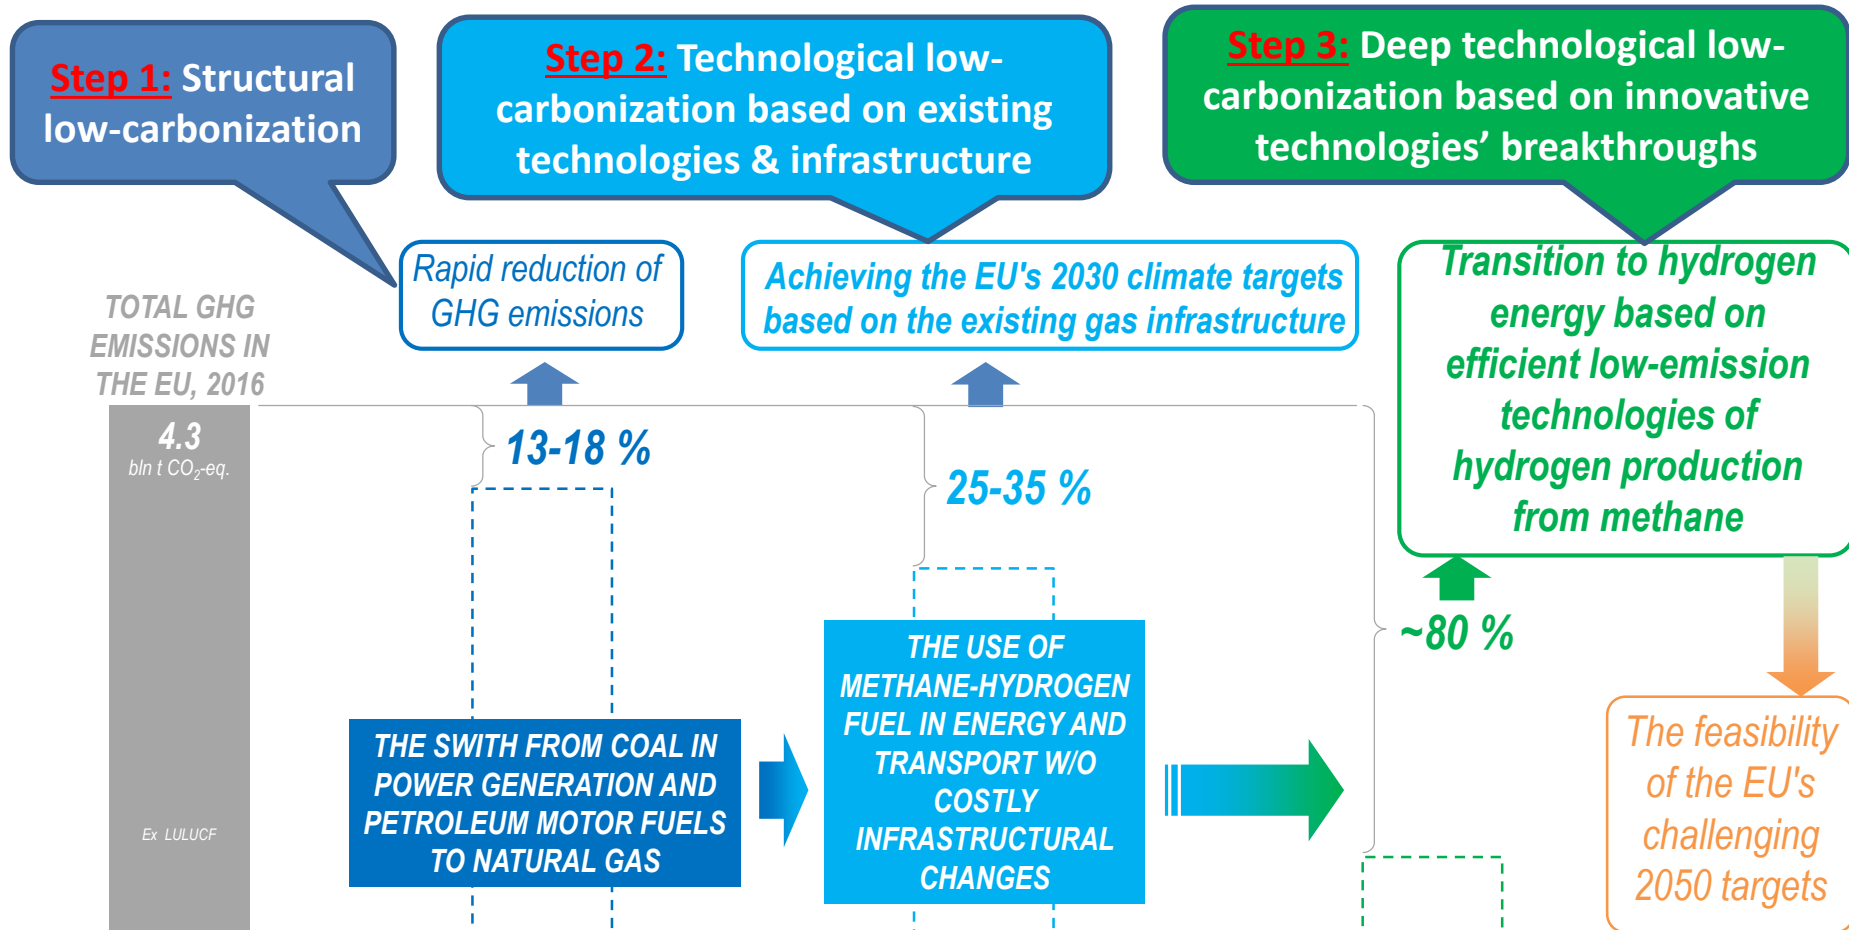 Step 1: Structural
low-carbonization
Step 2: Technological low-
carbonization based on existing
technologies & infrastructure
Step 3: Deep technological low-
carbonization based on innovative
technologies’ breakthroughs
Rapid reduction of
GHG emissions
Achieving the EU's 2030 climate targets
based on the existing gas infrastructure
Transition to hydrogen
energy based on
efficient low-emission
technologies of
hydrogen production
from methane
TOTAL GHG
EMISSIONS IN
THE EU, 2016
4.3
bln t CO₂-eq.
Ex LULUCF
13-18 %
25-35 %
~80 %
THE SWITH FROM COAL IN
POWER GENERATION AND
PETROLEUM MOTOR FUELS
TO NATURAL GAS
THE USE OF
METHANE-HYDROGEN
FUEL IN ENERGY AND
TRANSPORT W/O
COSTLY
INFRASTRUCTURAL
CHANGES
The feasibility
of the EU's
challenging
2050 targets